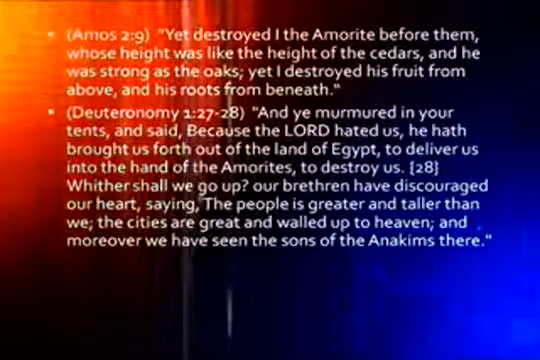 • (Amos 2:9) "Yet destroyed I the Amorite before them,
whose height was like the height of the cedars, and he
was strong as the oaks; yet I destroyed his fruit from
above, and his roots from beneath."
• (Deuteronomy 1:27-28) "And ye murmured in your
tents, and said, Because the LORD hated us, he hath
brought us forth out of the land of Egypt, to deliver us
into the hand of the Amorites, to destroy us. {28}
Whither shall we go up? our brethren have discouraged
our heart, saying, The people is greater and taller than
we; the cities are great and walled up to heaven; and
moreover we have seen the sons of the Anakims there."